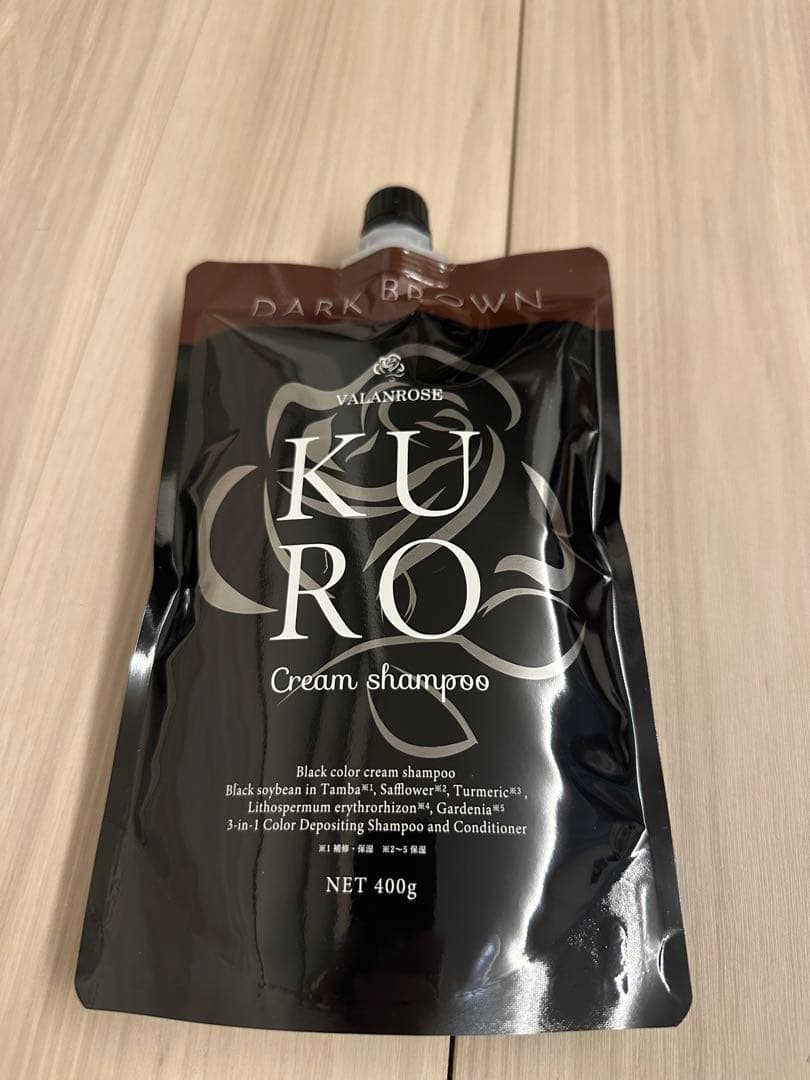 DARK BROWN
VALANROSE
KU
RO
Cream shampoo
Black color cream shampoo
Black soybean in Tamba※1, Safflower※2, Turmeric※3,
Lithospermum erythrorhizon※4, Gardenia※5
3-in-1 Color Depositing Shampoo and Conditioner
※1 補修・保湿 ※2〜5 保湿
NET 400g